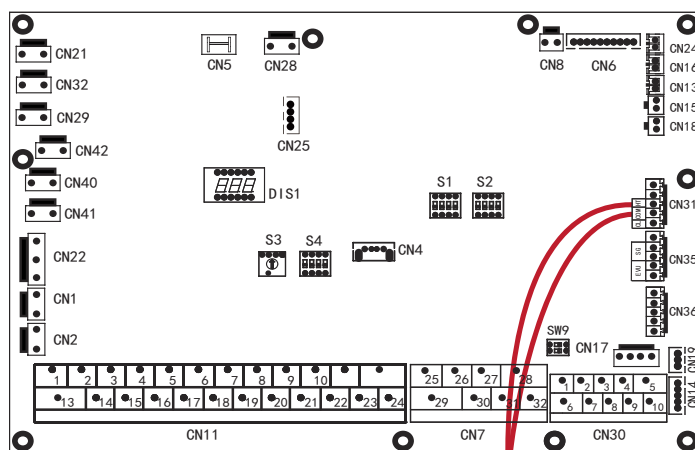 CN21
CN5
CN28
CN8
CN6
CN24
CN16
CN13
CN15
CN18
CN32
CN29
CN25
CN42
CN40
CN41
DIS1
888
S1
S2
CN31
CN22
S3
S4
CN4
SG
EVU
CN35
CN1
CN2
CN36
SW9
CN17
CN19
CN14
1 2 3 4 5 6 7 8 9 10
13 14 15 16 17 18 19 20 21 22 23 24
CN11
25 26 27 28
29 30 31 32
CN7
1 2 3 4 5
6 7 8 9 10
CN30